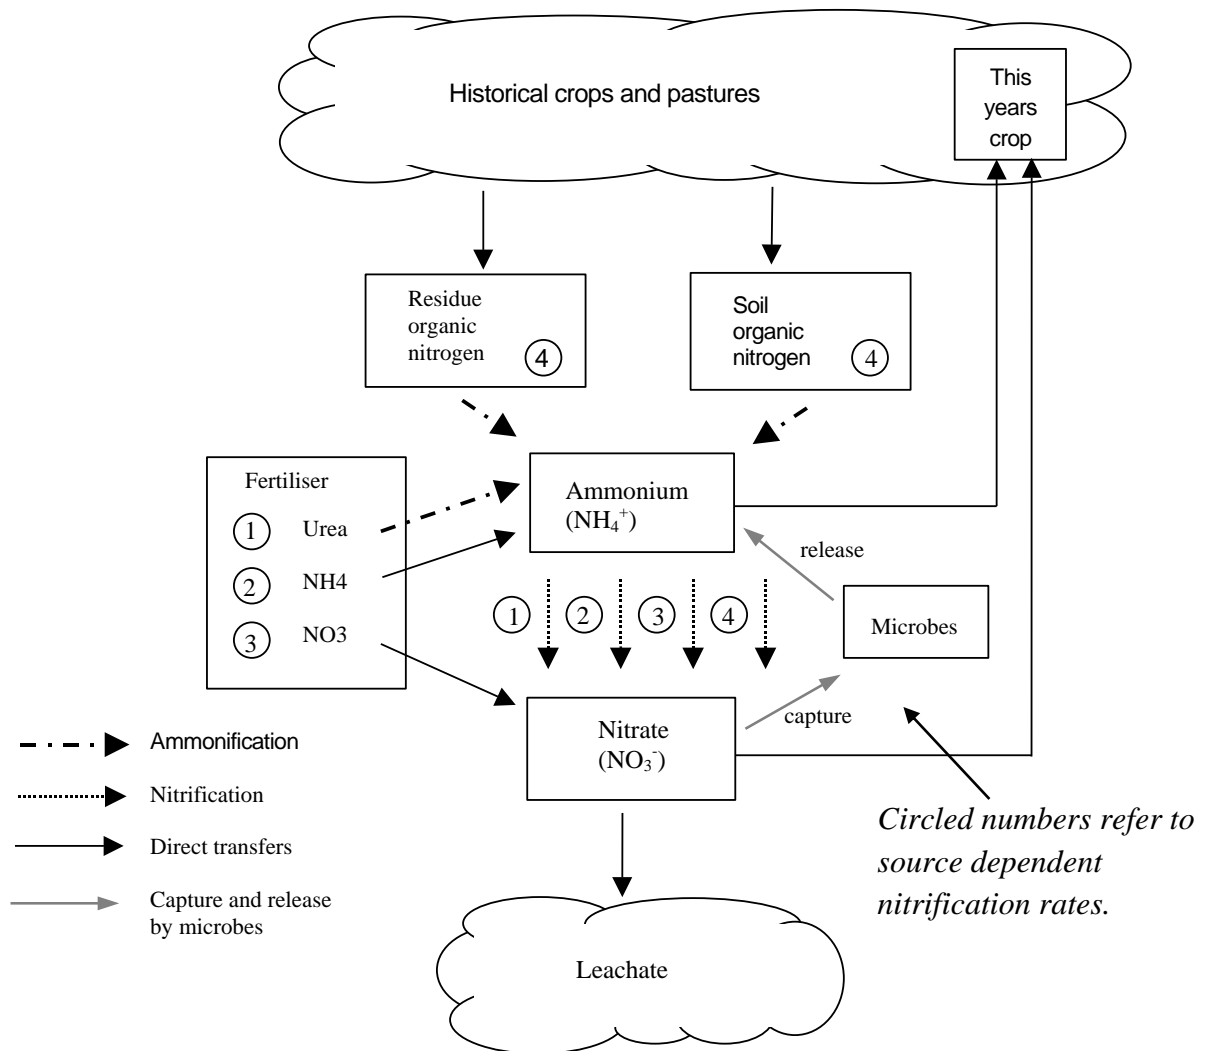 Historical crops and pastures
This
years
crop
Residue
organic
nitrogen
4
Soil
organic
nitrogen
4
Fertiliser
1 Urea
2 NH4
3 NO3
Ammonium
(NH₄⁺)
release
1 2 3 4
Microbes
Nitrate
(NO₃⁻)
capture
Ammonification
Nitrification
Direct transfers
Capture and release
by microbes
Circled numbers refer to
source dependent
nitrification rates.
Leachate